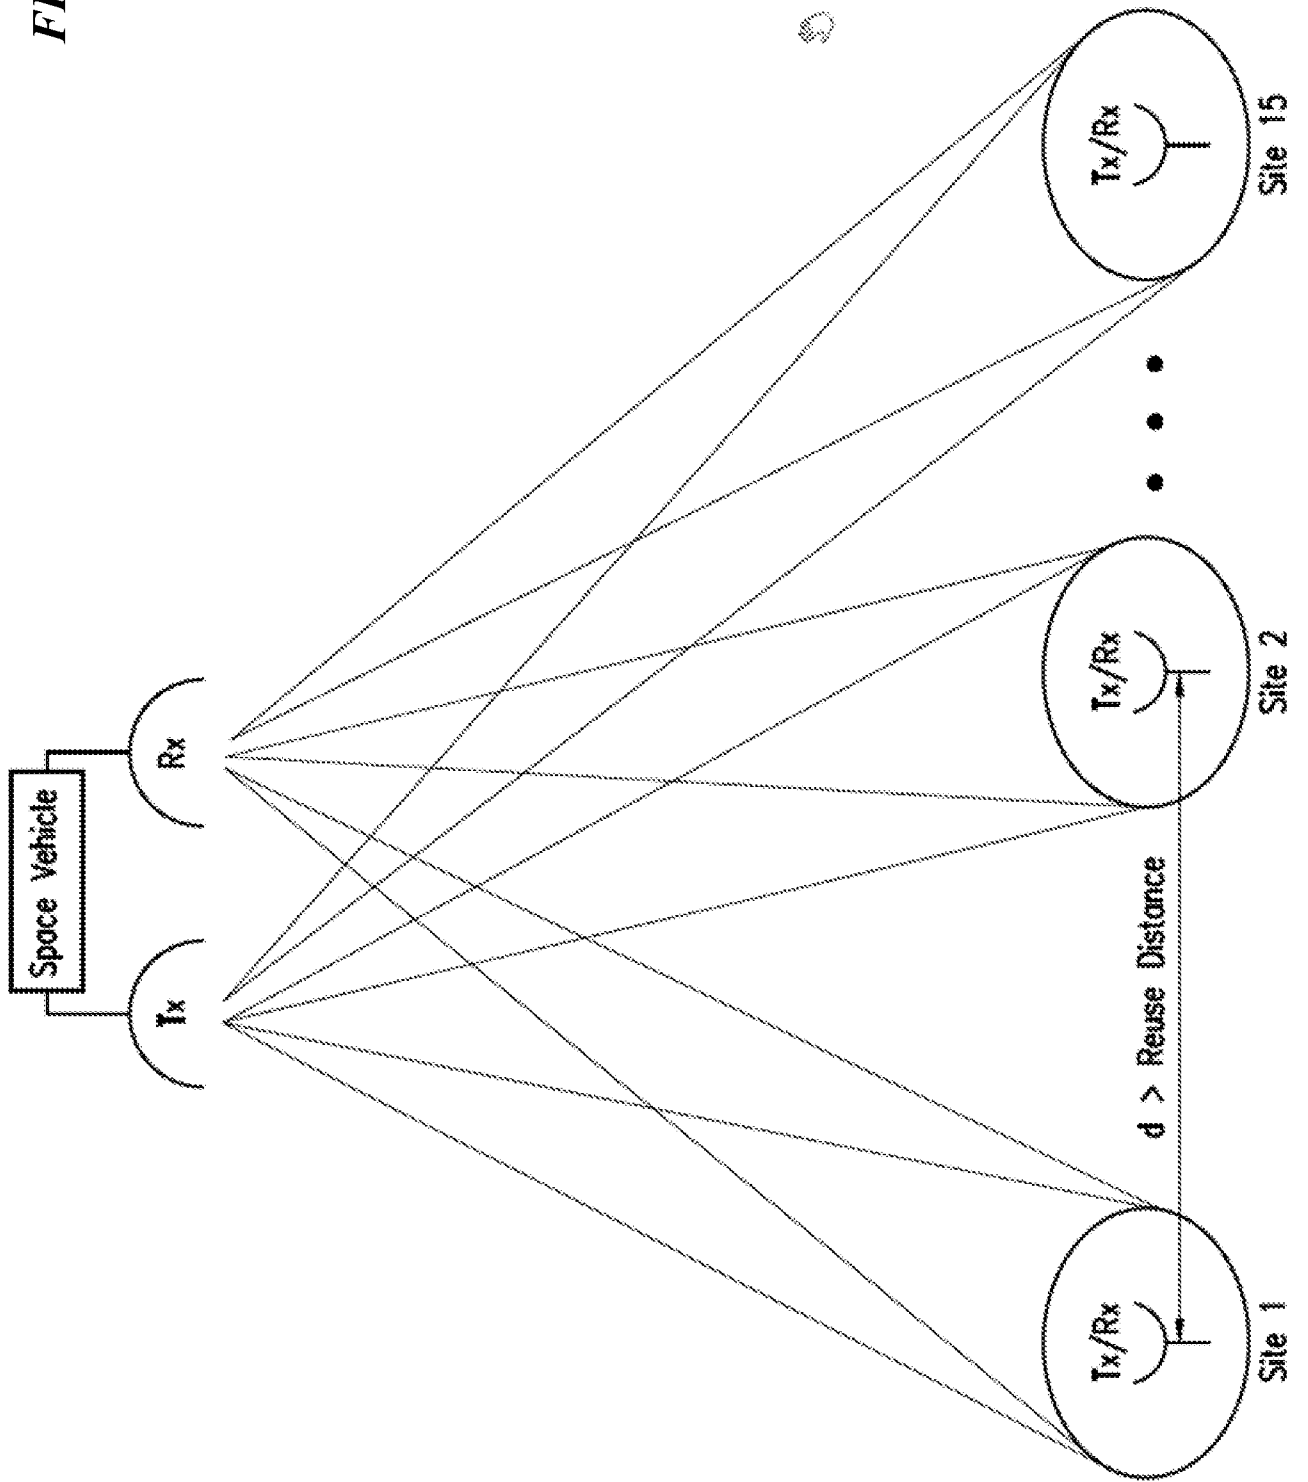 Space Vehicle
Tx
Rx
d > Reuse Distance
Tx/Rx
Tx/Rx
Tx/Rx
Site 1
Site 2
Site 15